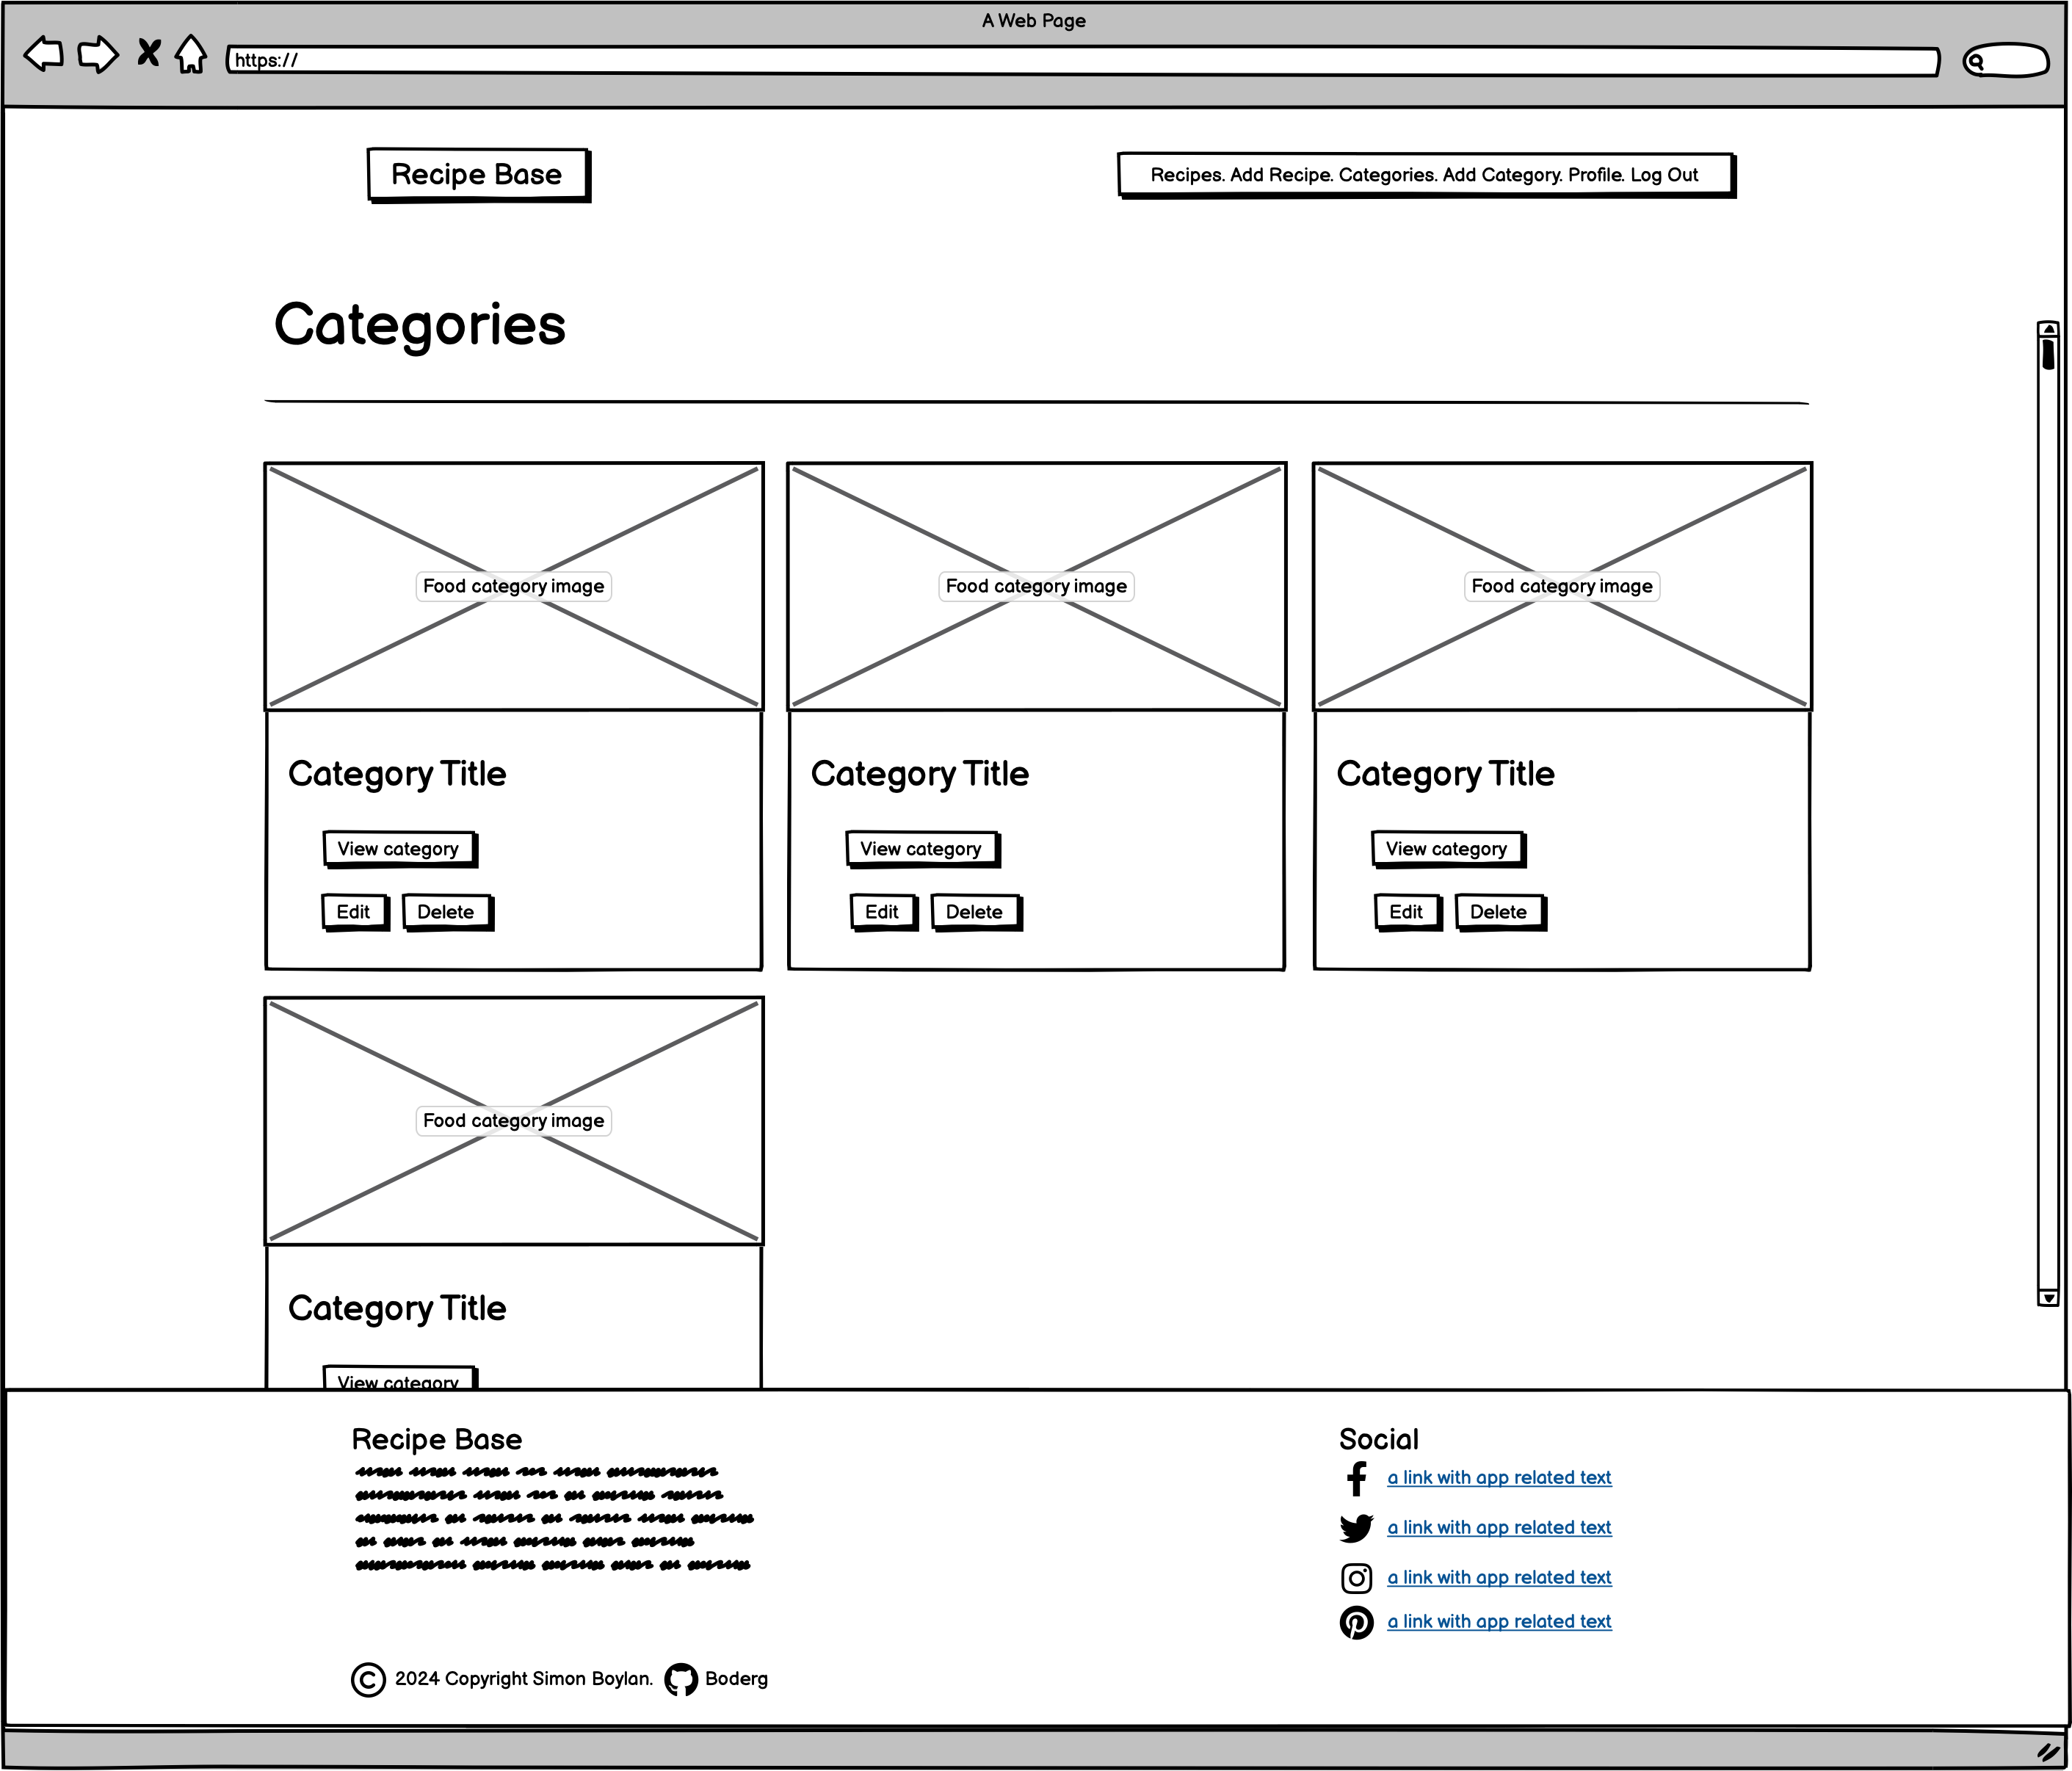 A Web Page
https://
Recipe Base
Recipes. Add Recipe. Categories. Add Category. Profile. Log Out
Categories
Food category image
Food category image
Food category image
Category Title
Category Title
Category Title
View category
View category
View category
Edit
Delete
Edit
Delete
Edit
Delete
Food category image
Category Title
View category
Recipe Base
Social
a link with app related text
a link with app related text
a link with app related text
a link with app related text
© 2024 Copyright Simon Boylan. Boderg